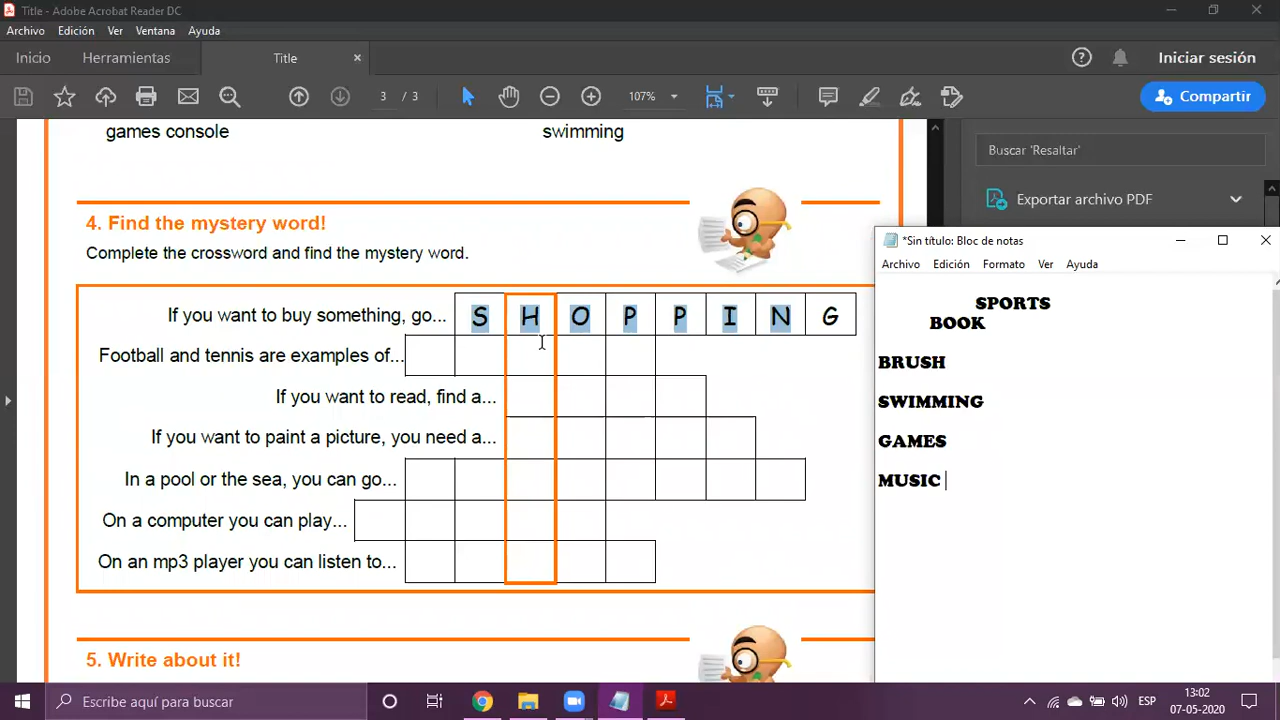 Title - Adobe Acrobat Reader DC
Archivo Edición Ver Ventana Ayuda
Inicio Herramientas Title × Iniciar sesión
3 / 3 107% Compartir
games console swimming
Buscar 'Resaltar'
Exportar archivo PDF
4. Find the mystery word!
Complete the crossword and find the mystery word.
If you want to buy something, go... S H O P P I N G
Football and tennis are examples of...
If you want to read, find a...
If you want to paint a picture, you need a...
In a pool or the sea, you can go...
On a computer you can play...
On an mp3 player you can listen to...
5. Write about it!
*Sin título: Bloc de notas
Archivo Edición Formato Ver Ayuda
SPORTS
BOOK
BRUSH
SWIMMING
GAMES
MUSIC
Escribe aquí para buscar
ESP
13:02
07-05-2020